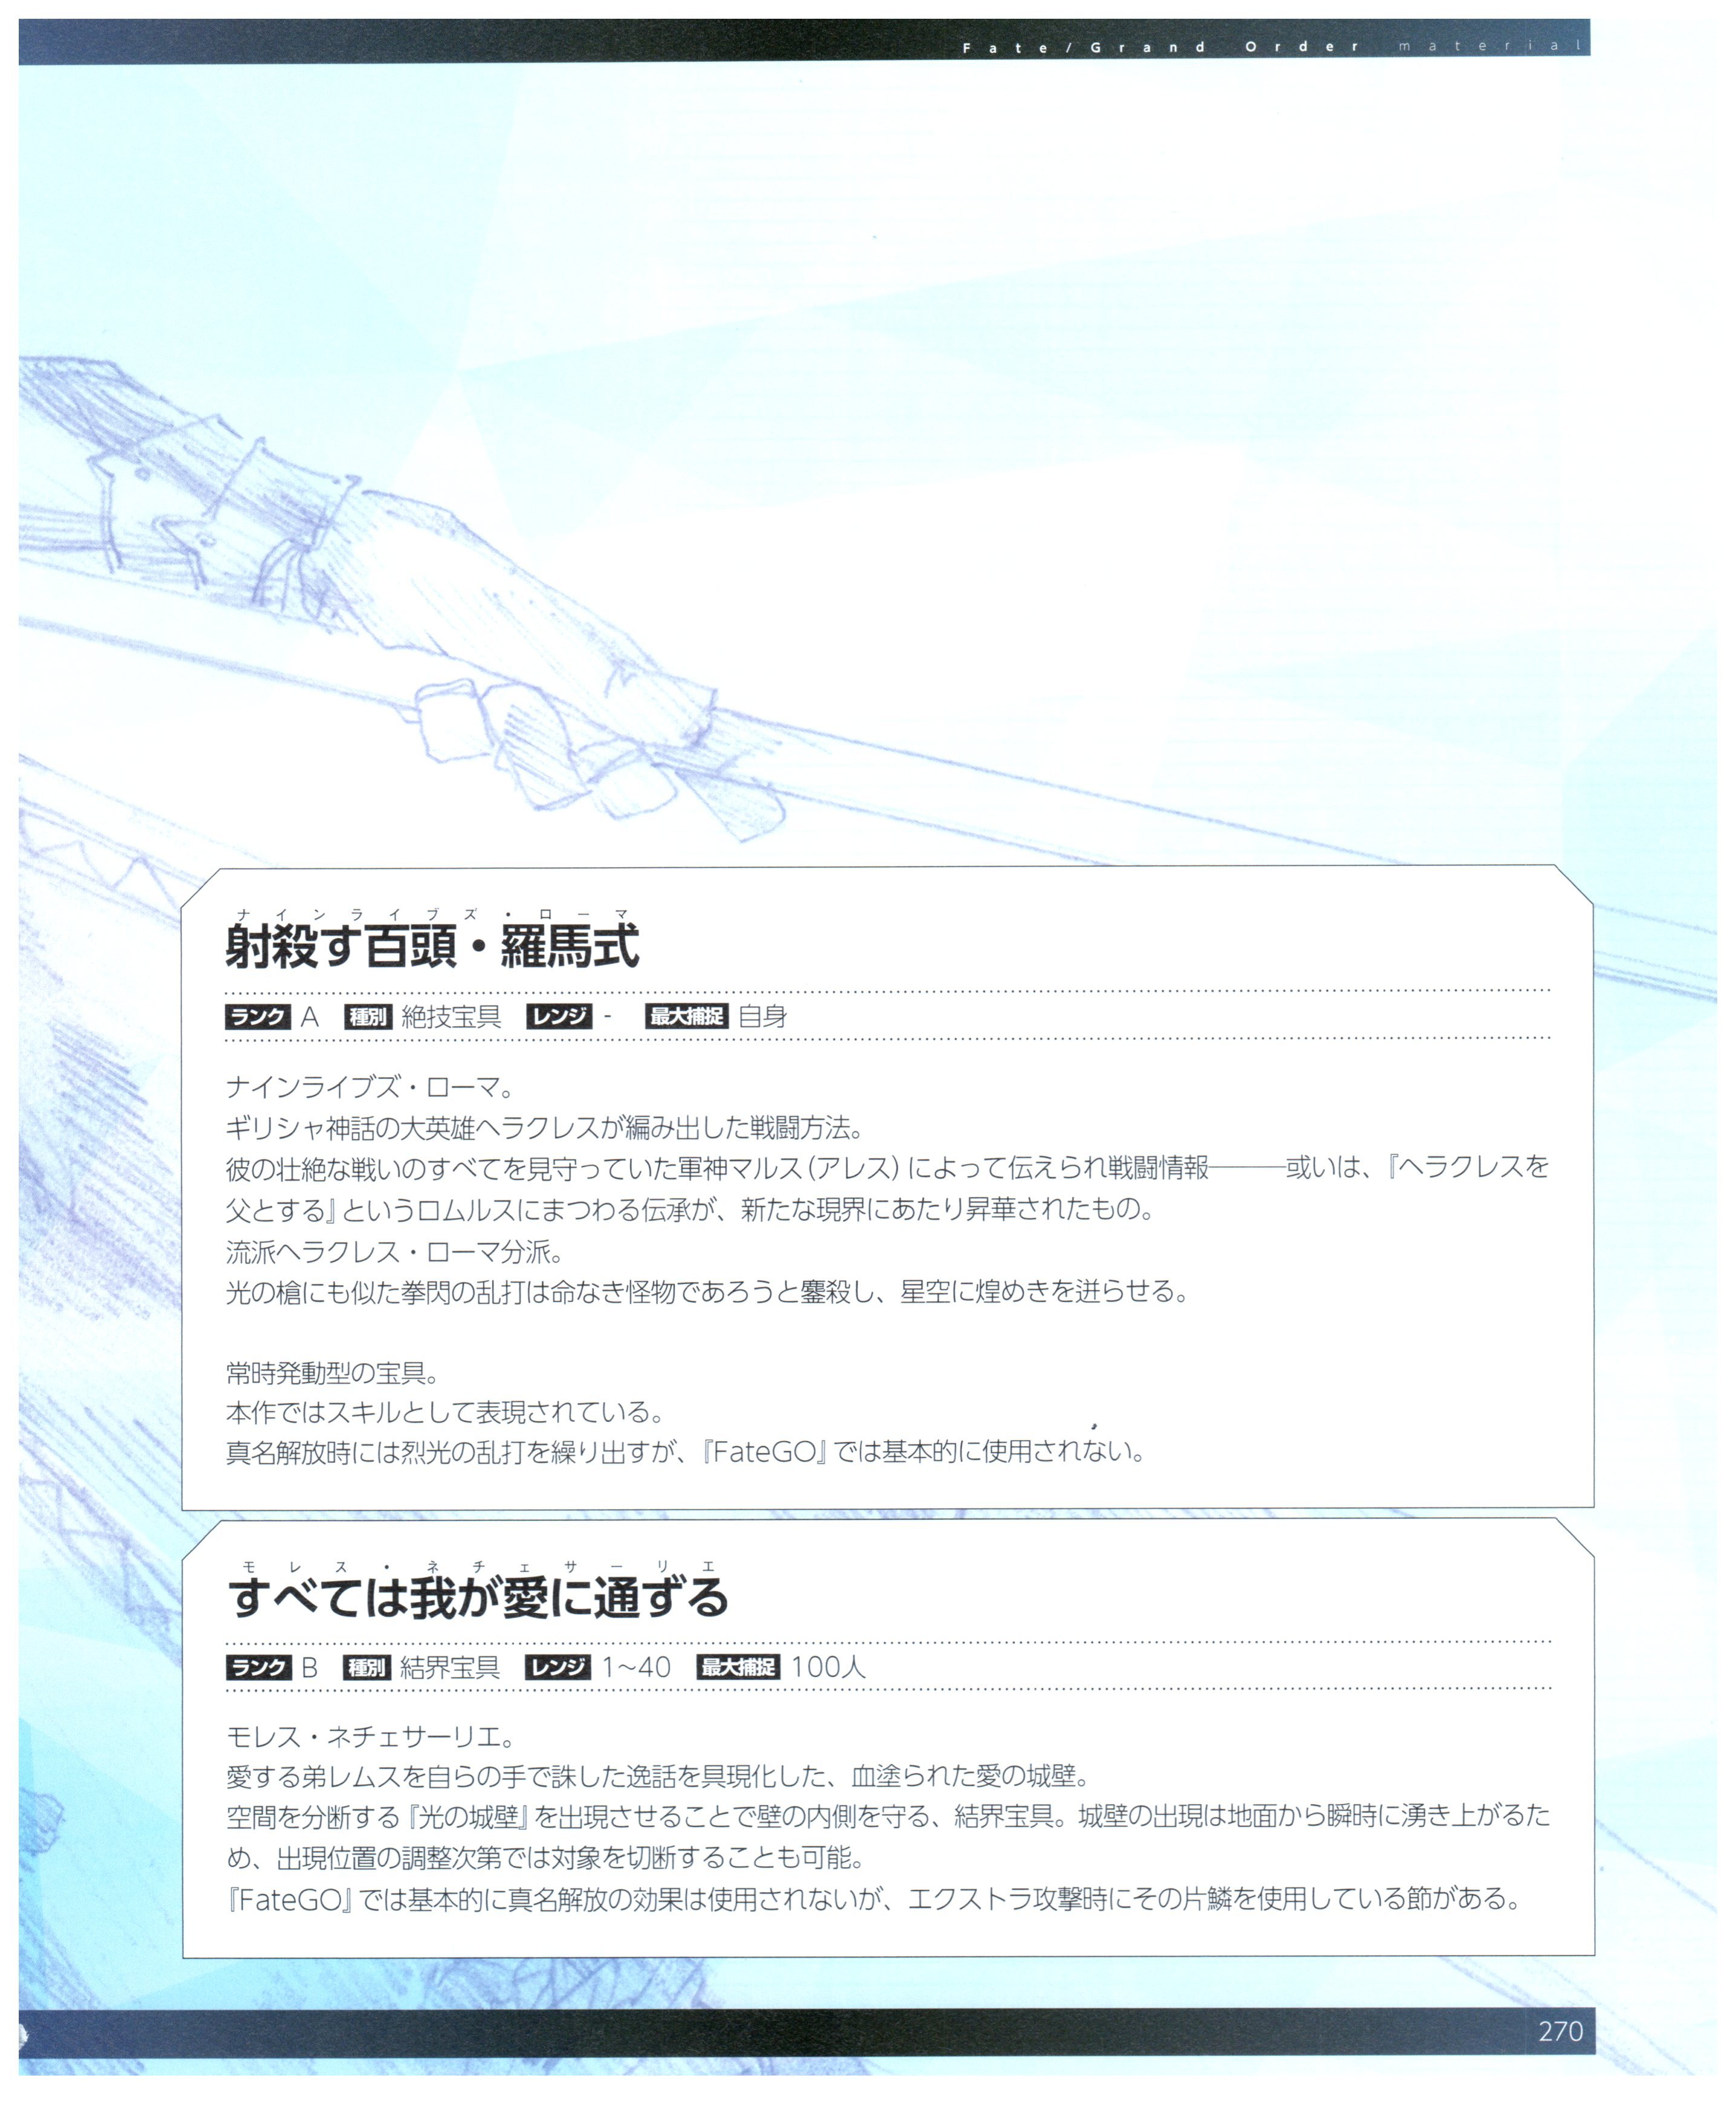 Fate/Grand Order material
ナインライブズ・ローマ
射殺す百頭・羅馬式
ランク A 種別 絶技宝具 レンジ - 最大捕捉 自身
ナインライブズ・ローマ。
ギリシャ神話の大英雄ヘラクレスが編み出した戦闘方法。
彼の壮絶な戦いのすべてを見守っていた軍神マルス(アレス)によって伝えられ戦闘情報───或いは、『ヘラクレスを
父とする』というロムルスにまつわる伝承が、新たな現界にあたり昇華されたもの。
流派ヘラクレス・ローマ分派。
光の槍にも似た拳閃の乱打は命なき怪物であろうと鏖殺し、星空に煌めきを迸らせる。
常時発動型の宝具。
本作ではスキルとして表現されている。
真名解放時には烈光の乱打を繰り出すが、『FateGO』では基本的に使用されない。
モレス・ネチェサーリエ
すべては我が愛に通ずる
ランク B 種別 結界宝具 レンジ 1~40 最大捕捉 100人
モレス・ネチェサーリエ。
愛する弟レムスを自らの手で誅した逸話を具現化した、血塗られた愛の城壁。
空間を分断する『光の城壁』を出現させることで壁の内側を守る、結界宝具。城壁の出現は地面から瞬時に湧き上がるた
め、出現位置の調整次第では対象を切断することも可能。
『FateGO』では基本的に真名解放の効果は使用されないが、エクストラ攻撃時にその片鱗を使用している節がある。
270